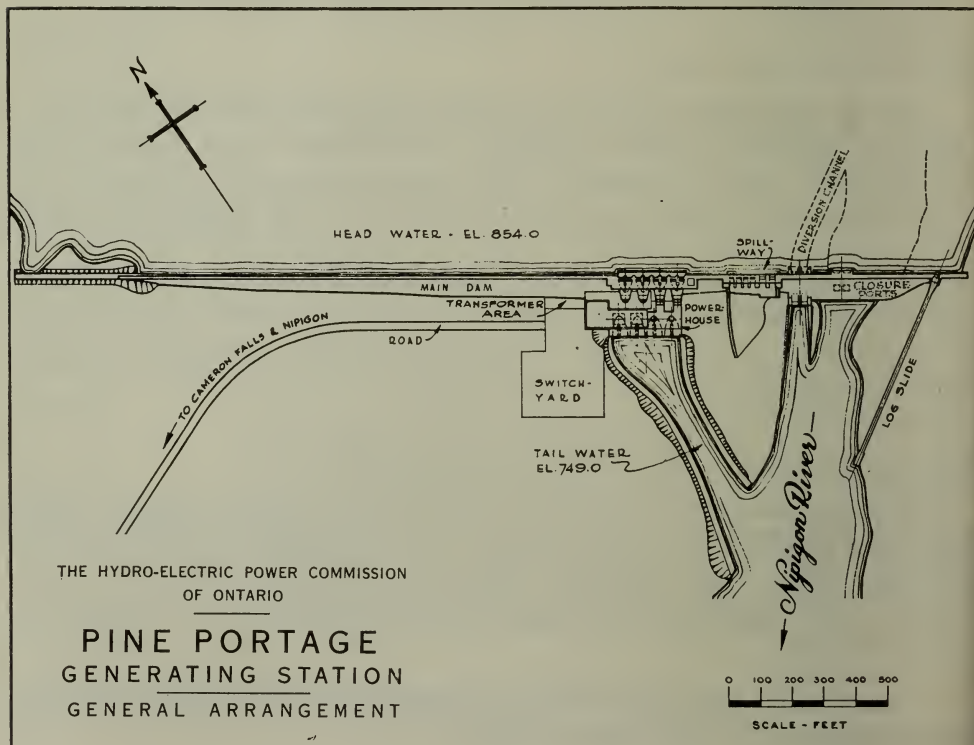 N
HEAD WATER - EL. 854.0
DIVERSION CHANNEL
SPILL-
WAY
MAIN DAM
TRANSFORMER
AREA
POWER-
HOUSE
CLOSURE
PORTS
ROAD
TO CAMERON FALLS & NIPIGON
SWITCH-
YARD
LOG SLIDE
TAIL WATER
EL. 749.0
Nipigon River
THE HYDRO-ELECTRIC POWER COMMISSION
OF ONTARIO
PINE PORTAGE
GENERATING STATION
GENERAL ARRANGEMENT
0 100 200 300 400 500
SCALE - FEET